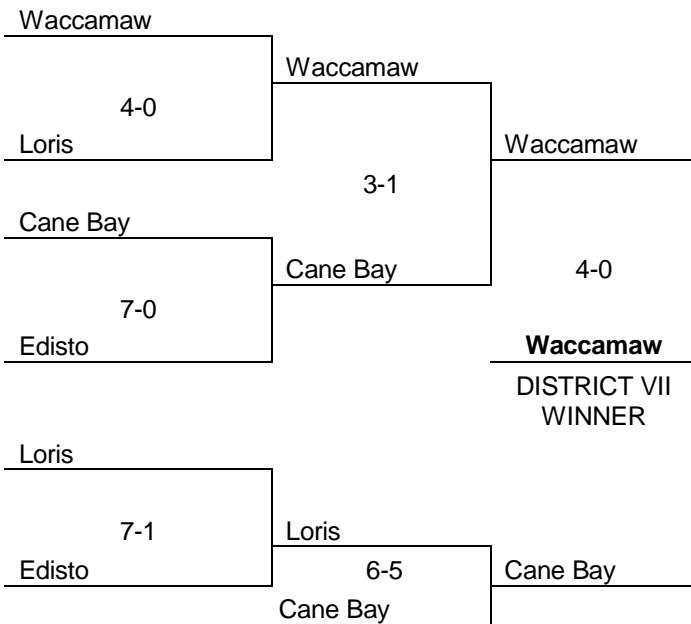 Waccamaw
Waccamaw
4-0
Loris
Waccamaw
3-1
Cane Bay
Cane Bay
4-0
7-0
Edisto
Waccamaw
DISTRICT VII
WINNER
Loris
7-1
Loris
Edisto
6-5
Cane Bay
Cane Bay